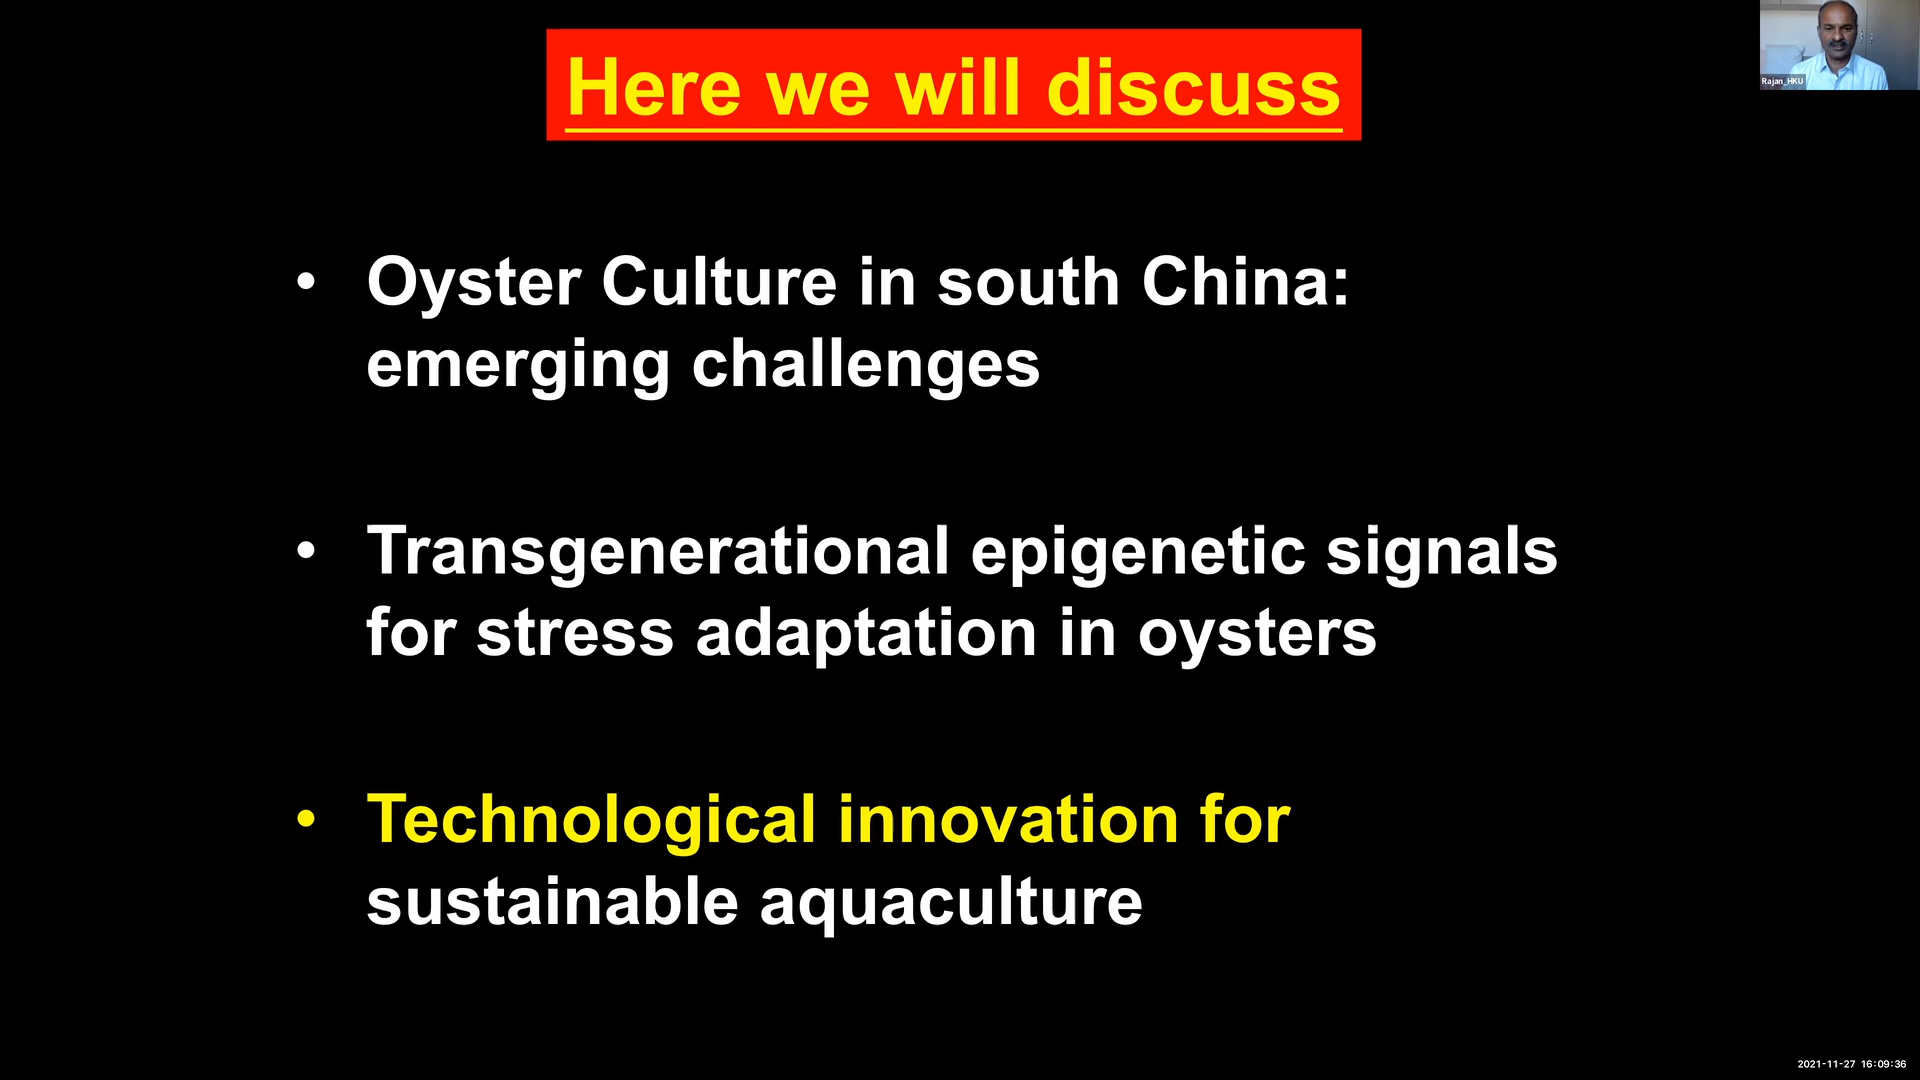 Here we will discuss
Rajan_HKU
• Oyster Culture in south China:
emerging challenges
• Transgenerational epigenetic signals
for stress adaptation in oysters
• Technological innovation for
sustainable aquaculture
2021-11-27 16:09:36